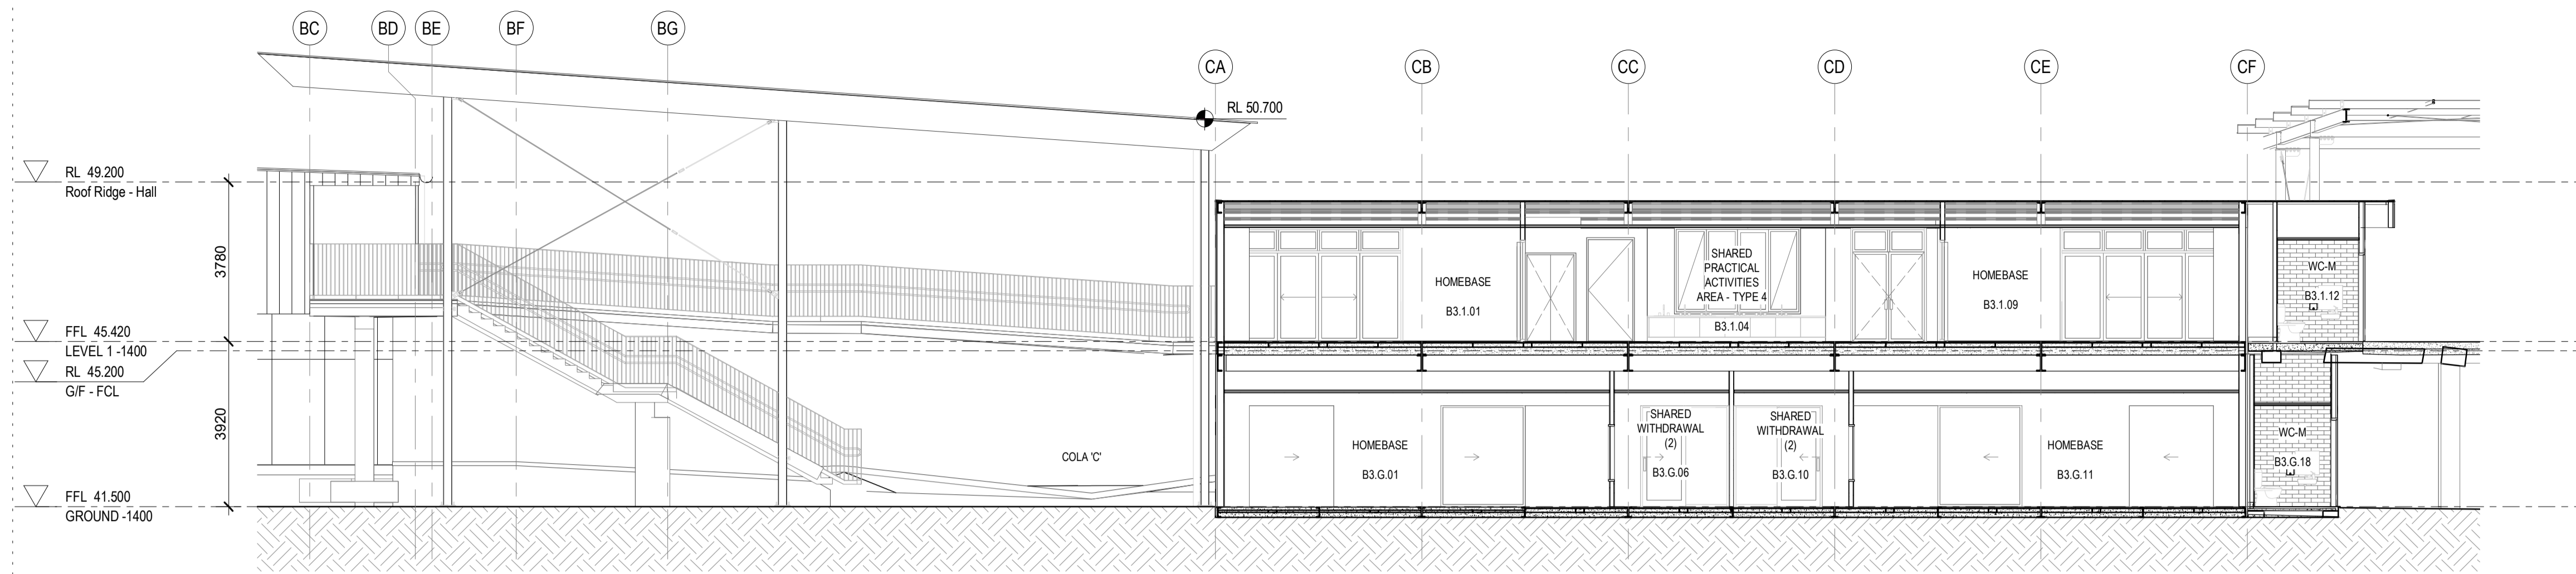 BC
BD
BE
BF
BG
CA
CB
CC
CD
CE
CF
RL 50.700
RL 49.200
Roof Ridge - Hall
3780
FFL 45.420
LEVEL 1 -1400
RL 45.200
G/F - FCL
3920
FFL 41.500
GROUND -1400
COLA 'C'
HOMEBASE
B3.1.01
SHARED
PRACTICAL
ACTIVITIES
AREA - TYPE 4
B3.1.04
HOMEBASE
B3.1.09
WC-M
B3.1.12
HOMEBASE
B3.G.01
SHARED
WITHDRAWAL
(2)
B3.G.06
SHARED
WITHDRAWAL
(2)
B3.G.10
HOMEBASE
B3.G.11
WC-M
B3.G.18